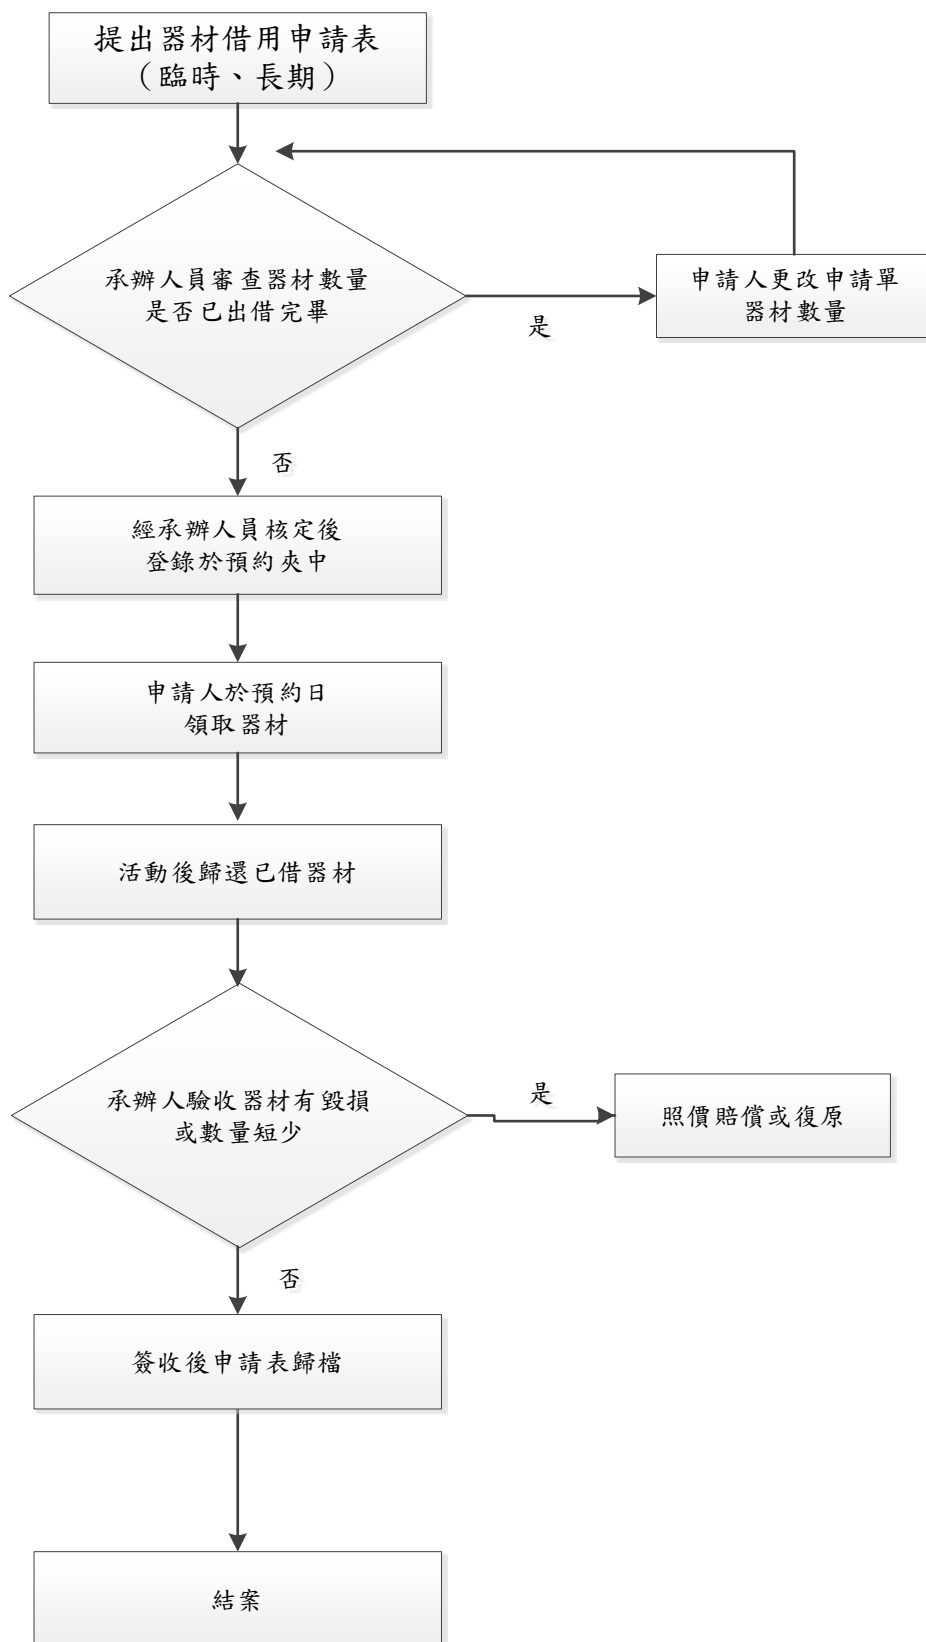 提出器材借用申請表
（臨時、長期）
承辦人員審查器材數量
是否已出借完畢
是
申請人更改申請單
器材數量
否
經承辦人員核定後
登錄於預約夾中
申請人於預約日
領取器材
活動後歸還已借器材
承辦人驗收器材有毀損
或數量短少
是
照價賠償或復原
否
簽收後申請表歸檔
結案